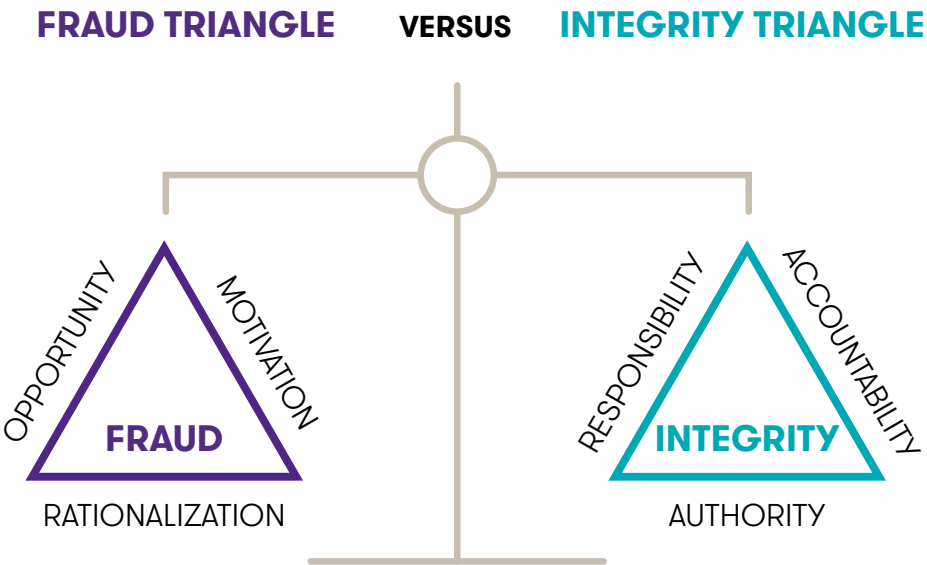 FRAUD TRIANGLE VERSUS INTEGRITY TRIANGLE
OPPORTUNITY
MOTIVATION
FRAUD
RATIONALIZATION
RESPONSIBILITY
ACCOUNTABILITY
INTEGRITY
AUTHORITY